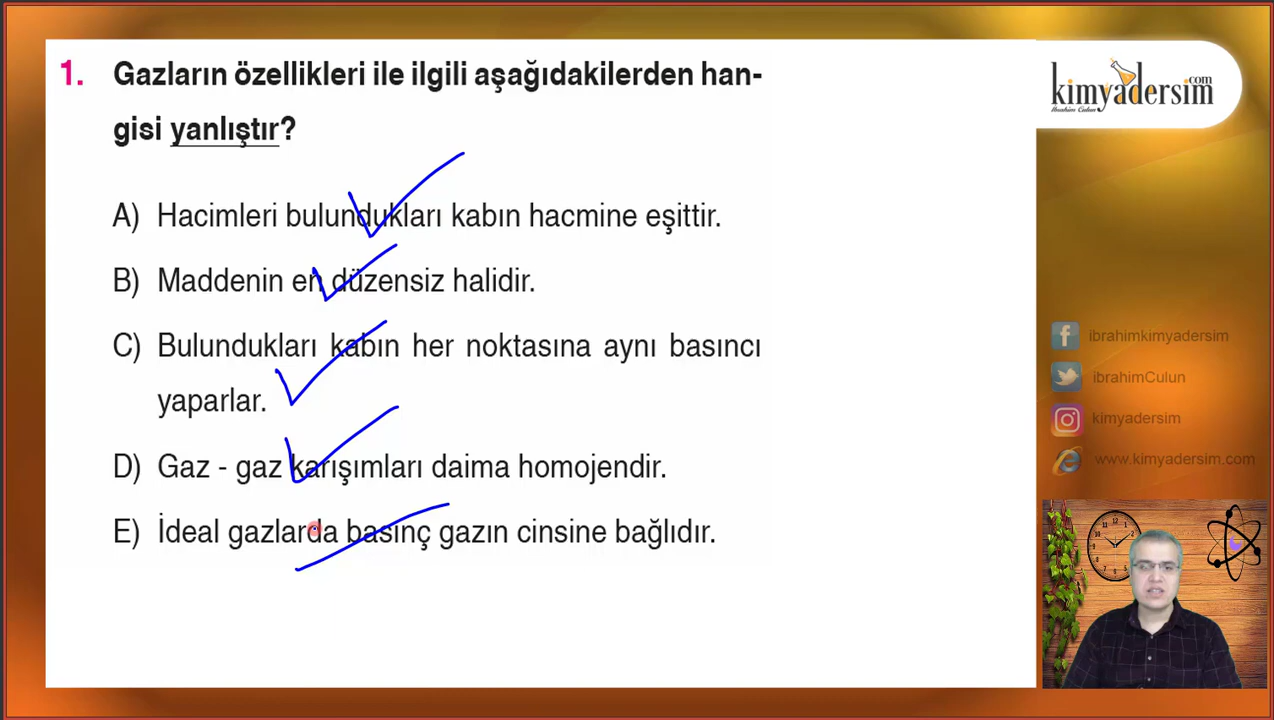 1. Gazların özellikleri ile ilgili aşağıdakilerden han-
gisi yanlıştır?
A) Hacimleri bulundukları kabın hacmine eşittir.
B) Maddenin en düzensiz halidir.
C) Bulundukları kabın her noktasına aynı basıncı
yaparlar.
D) Gaz - gaz karışımları daima homojendir.
E) İdeal gazlarda basınç gazın cinsine bağlıdır.
kimyadersim.com
İbrahim Culun
ibrahimkimyadersim
ibrahimCulun
kimyadersim
www.kimyadersim.com